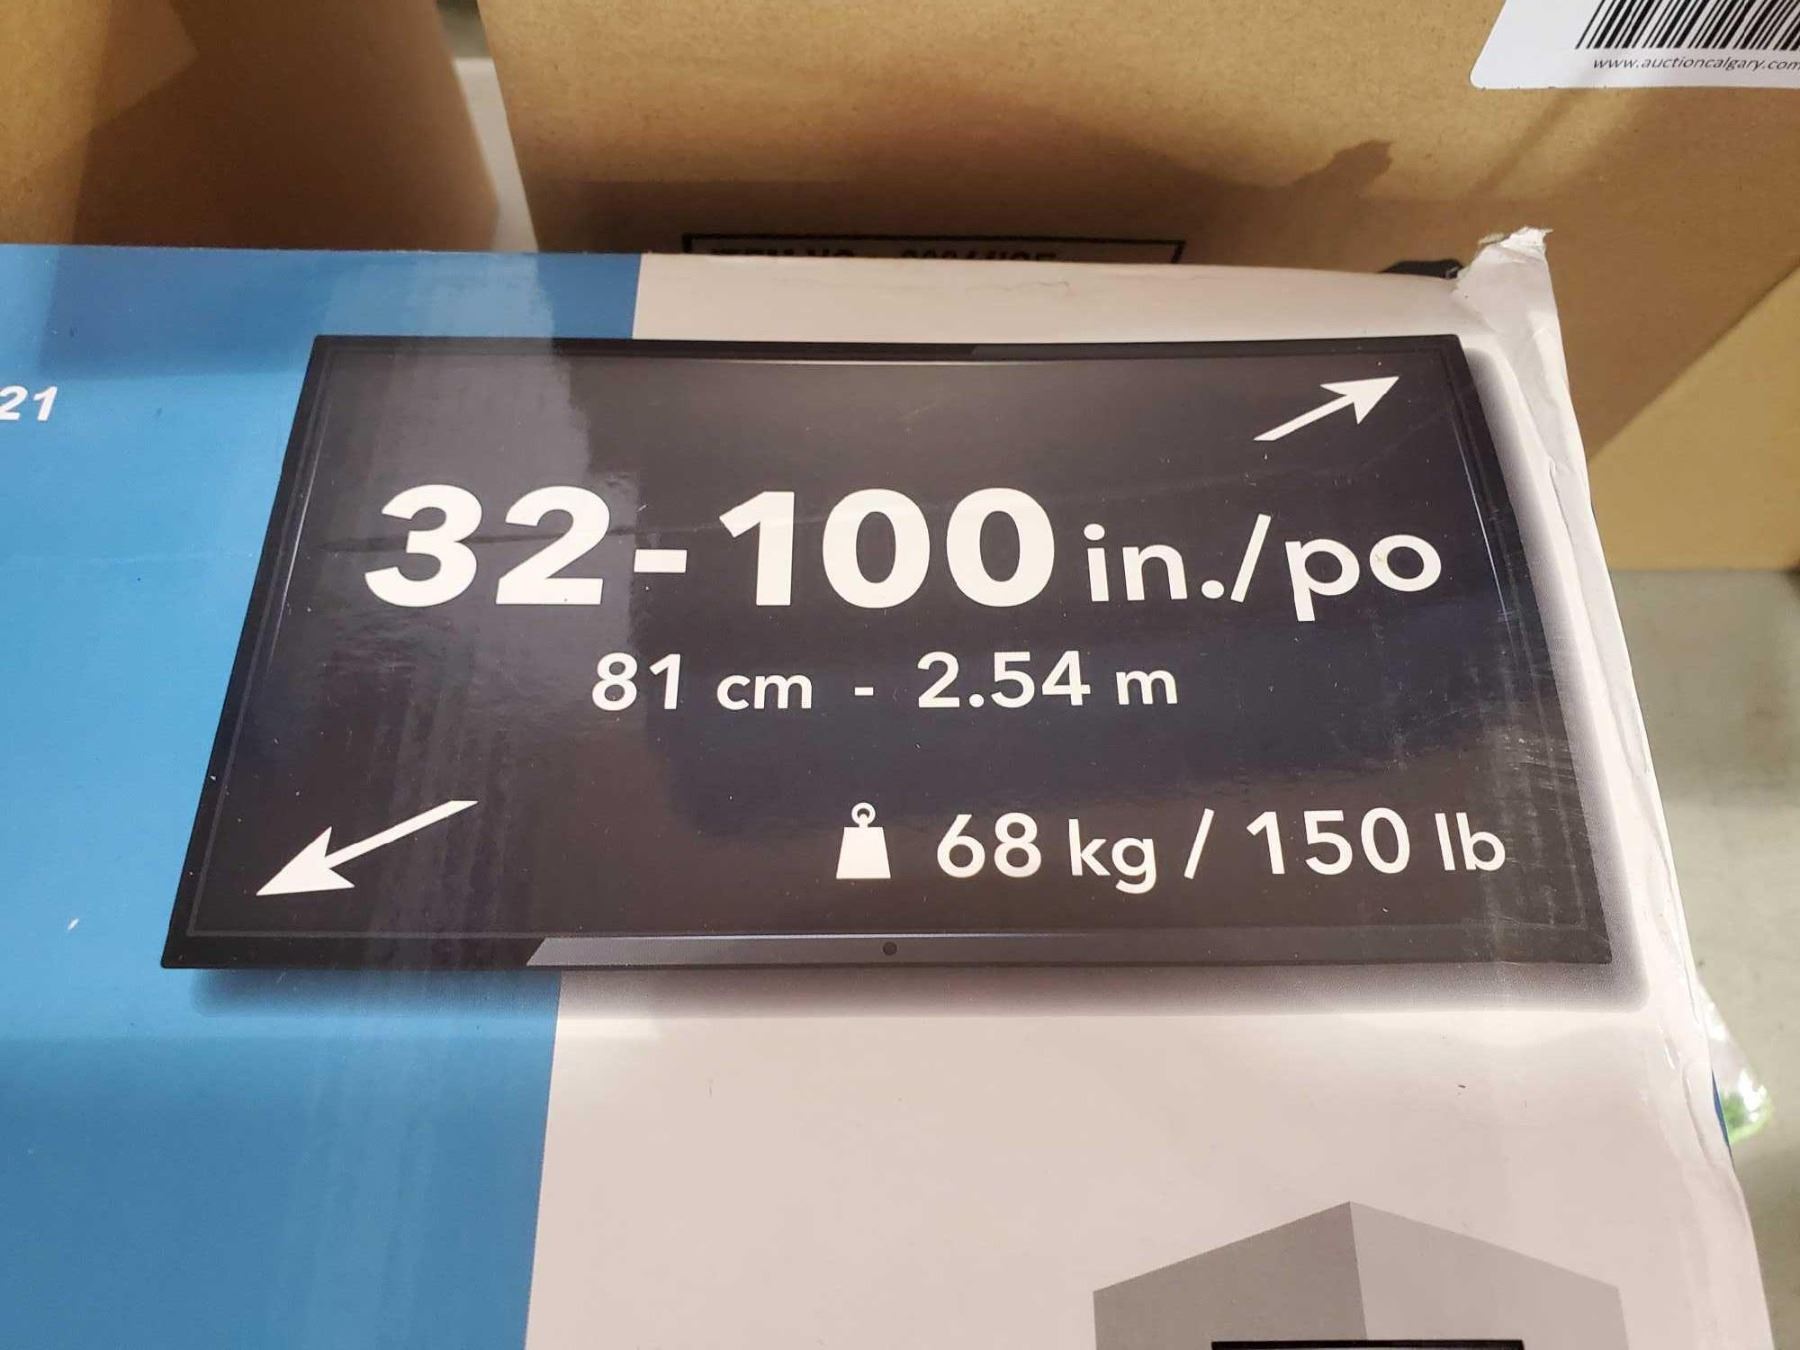 www.auctioncalgary.com
21
32-100 in./po
81 cm - 2.54 m
68 kg / 150 lb